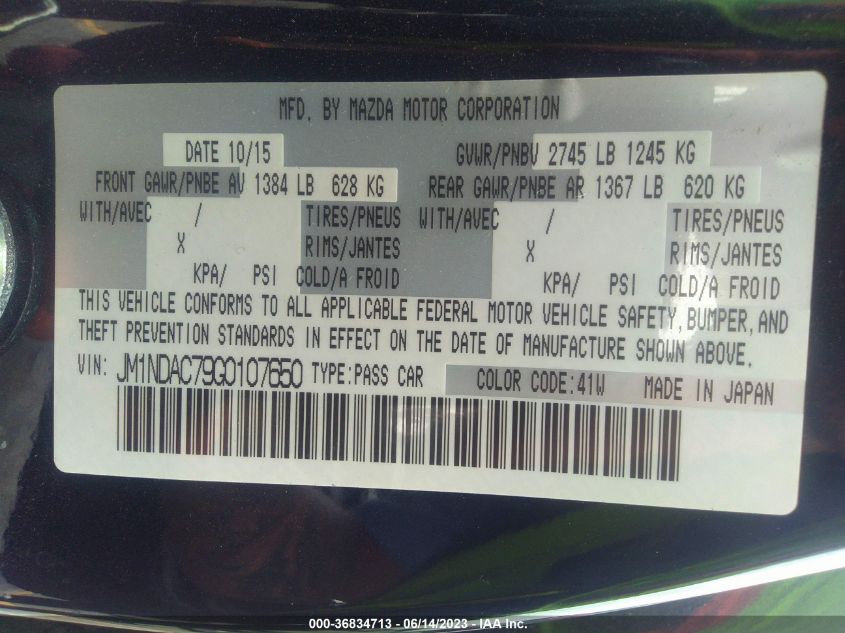 MFD. BY MAZDA MOTOR CORPORATION
DATE 10/15 GVWR/PNBV 2745 LB 1245 KG
FRONT GAWR/PNBE AV 1384 LB 628 KG REAR GAWR/PNBE AR 1367 LB 620 KG
WITH/AVEC / TIRES/PNEUS WITH/AVEC / TIRES/PNEUS
X RIMS/JANTES X RIMS/JANTES
KPA/ PSI COLD/A FROID KPA/ PSI COLD/A FROID
THIS VEHICLE CONFORMS TO ALL APPLICABLE FEDERAL MOTOR VEHICLE SAFETY, BUMPER, AND
THEFT PREVENTION STANDARDS IN EFFECT ON THE DATE OF MANUFACTURE SHOWN ABOVE.
VIN: JM1NDAC79G0107650 TYPE:PASS CAR COLOR CODE:41W MADE IN JAPAN
000-36834713 - 06/14/2023 - IAA Inc.